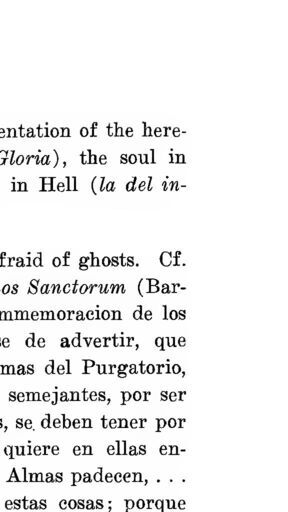 entation of the here-
Gloria), the soul in
in Hell (la del in-
fraid of ghosts. Cf.
os Sanctorum (Bar-
mmemoracion de los
se de advertir, que
mas del Purgatorio,
semejantes, por ser
s, se deben tener por
quiere en ellas en-
Almas padecen, . . .
estas cosas; porque